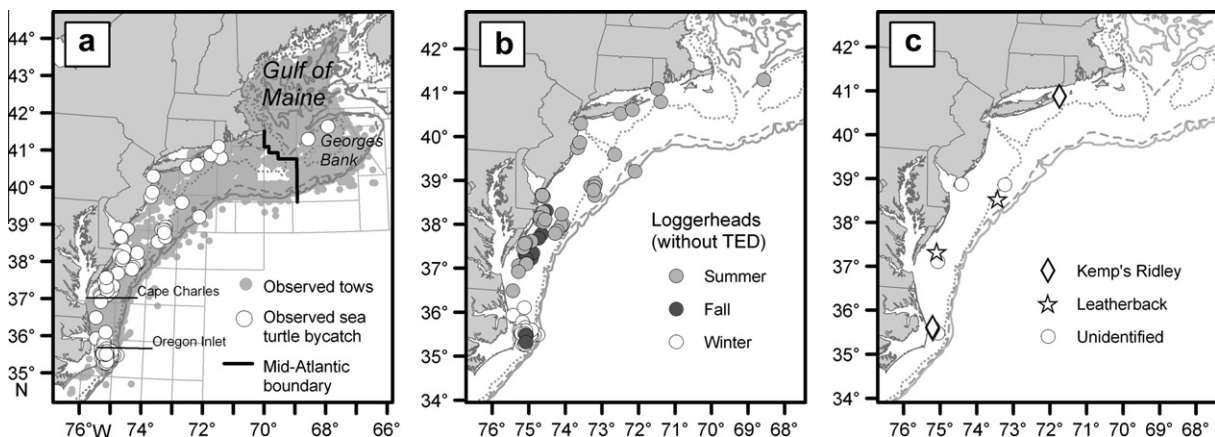 a
44°
43°
42°
41°
40°
39°
38°
37°
36°
35°
N
76°W
74°
72°
70°
68°
66°
Gulf of
Maine
Georges
Bank
Cape Charles
Oregon Inlet
Observed tows
Observed sea
turtle bycatch
Mid-Atlantic
boundary
b
42°
41°
40°
39°
38°
37°
36°
35°
34°
76°
75°
74°
73°
72°
71°
70°
69°
68°
Loggerheads
(without TED)
Summer
Fall
Winter
c
42°
41°
40°
39°
38°
37°
36°
35°
34°
76°
75°
74°
73°
72°
71°
70°
69°
68°
Kemp's Ridley
Leatherback
Unidentified